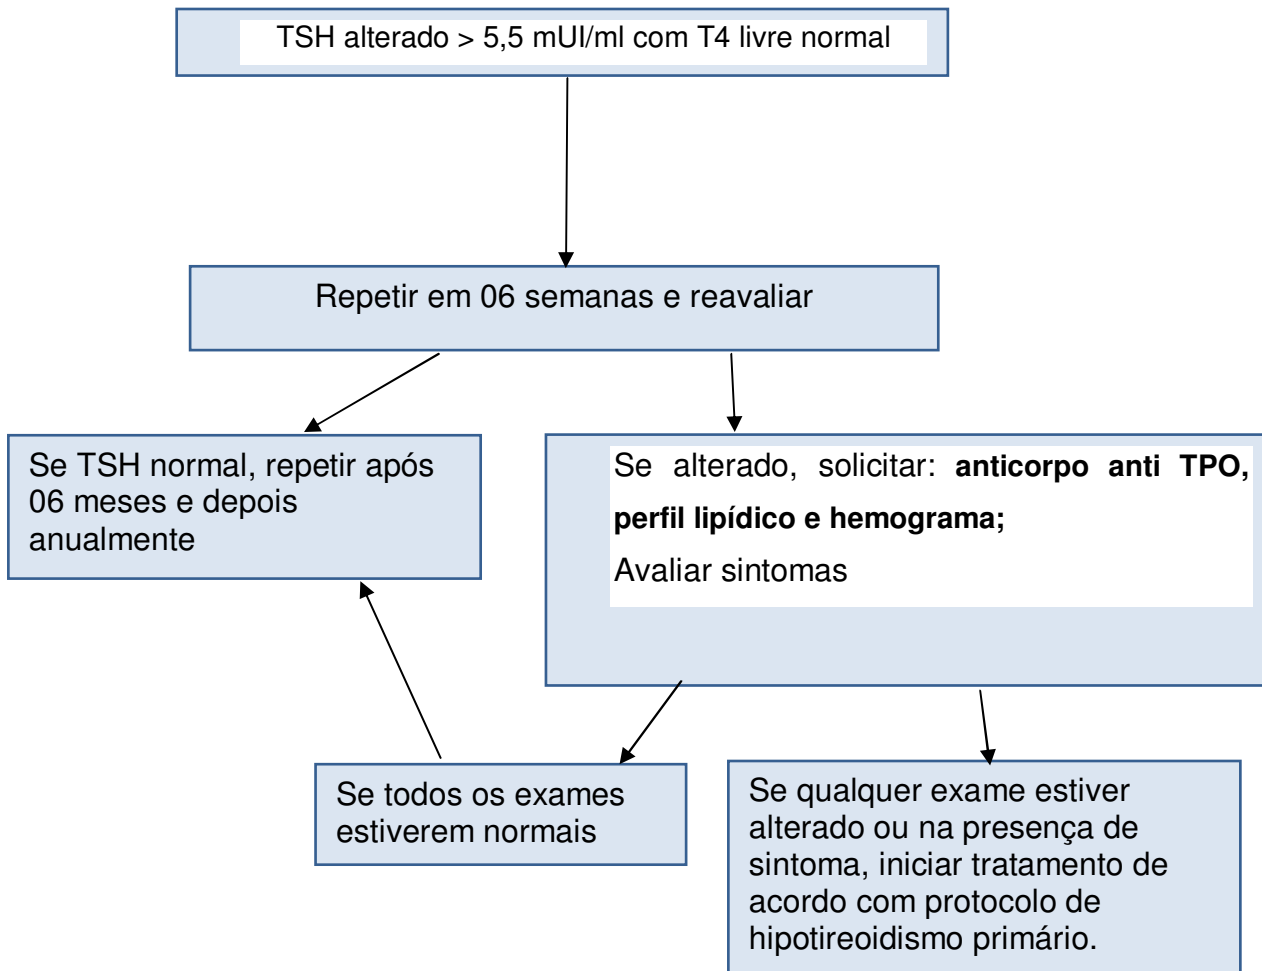 TSH alterado > 5,5 mUI/ml com T4 livre normal
Repetir em 06 semanas e reavaliar
Se TSH normal, repetir após
06 meses e depois
anualmente
Se alterado, solicitar: anticorpo anti TPO,
perfil lipídico e hemograma;
Avaliar sintomas
Se todos os exames
estiverem normais
Se qualquer exame estiver
alterado ou na presença de
sintoma, iniciar tratamento de
acordo com protocolo de
hipotireoidismo primário.